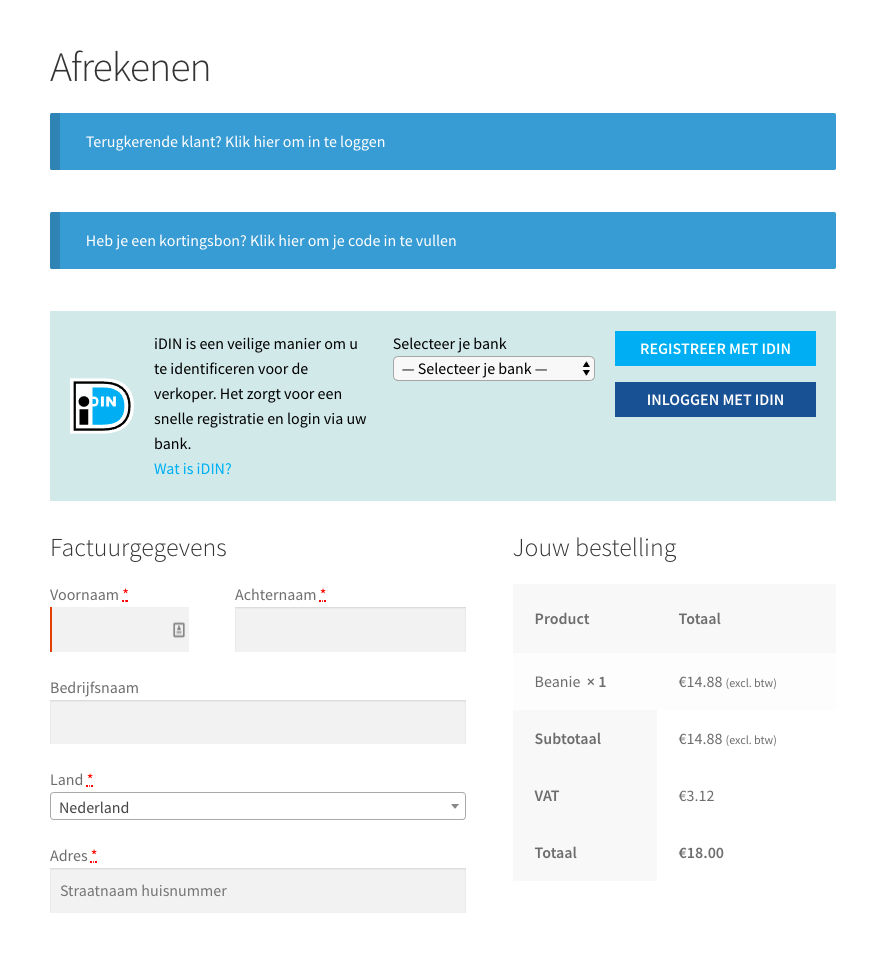 Afrekenen
Terugkerende klant? Klik hier om in te loggen
Heb je een kortingsbon? Klik hier om je code in te vullen
iDIN
iDIN is een veilige manier om u
te identificeren voor de
verkoper. Het zorgt voor een
snelle registratie en login via uw
bank.
Wat is iDIN?
Selecteer je bank
— Selecteer je bank —
REGISTREER MET IDIN
INLOGGEN MET IDIN
Factuurgegevens
Voornaam *
Achternaam *
Bedrijfsnaam
Land *
Nederland
Adres *
Straatnaam huisnummer
Jouw bestelling
Product Totaal
Beanie × 1 €14.88 (excl. btw)
Subtotaal €14.88 (excl. btw)
VAT €3.12
Totaal €18.00